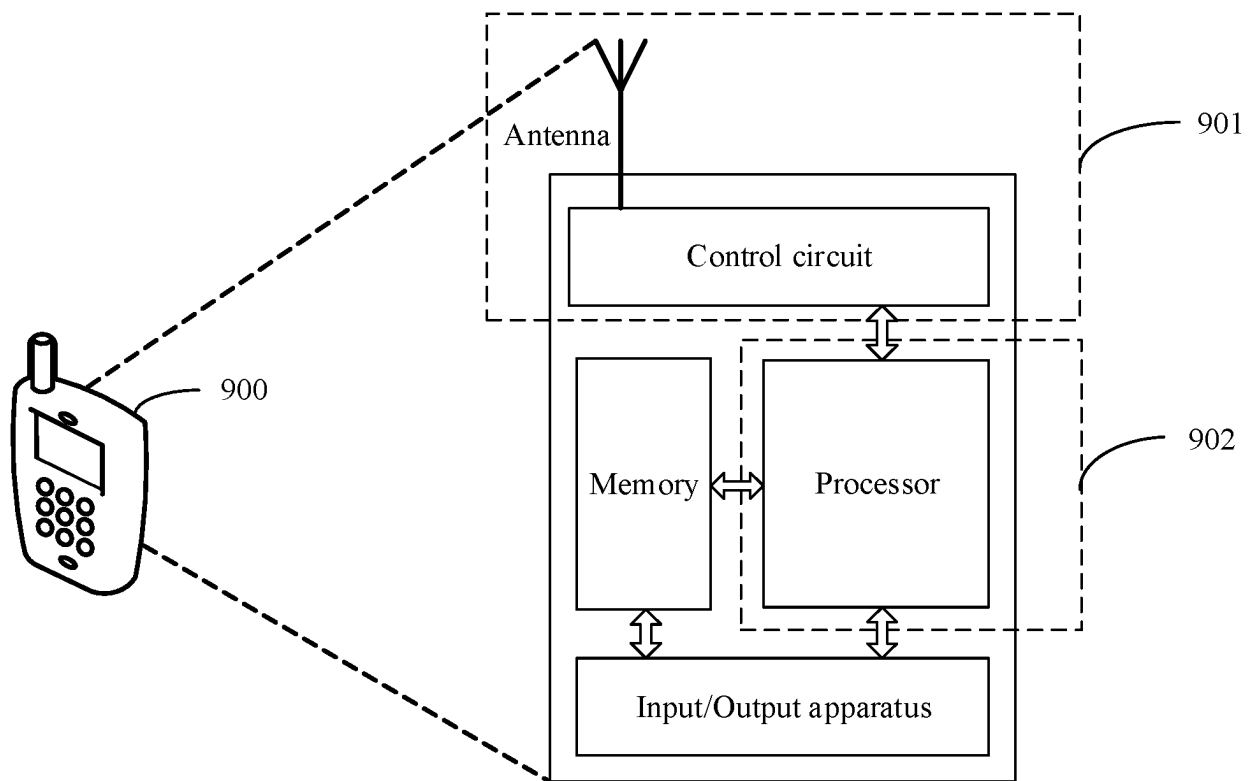 Antenna
901
Control circuit
900
902
Memory
Processor
Input/Output apparatus